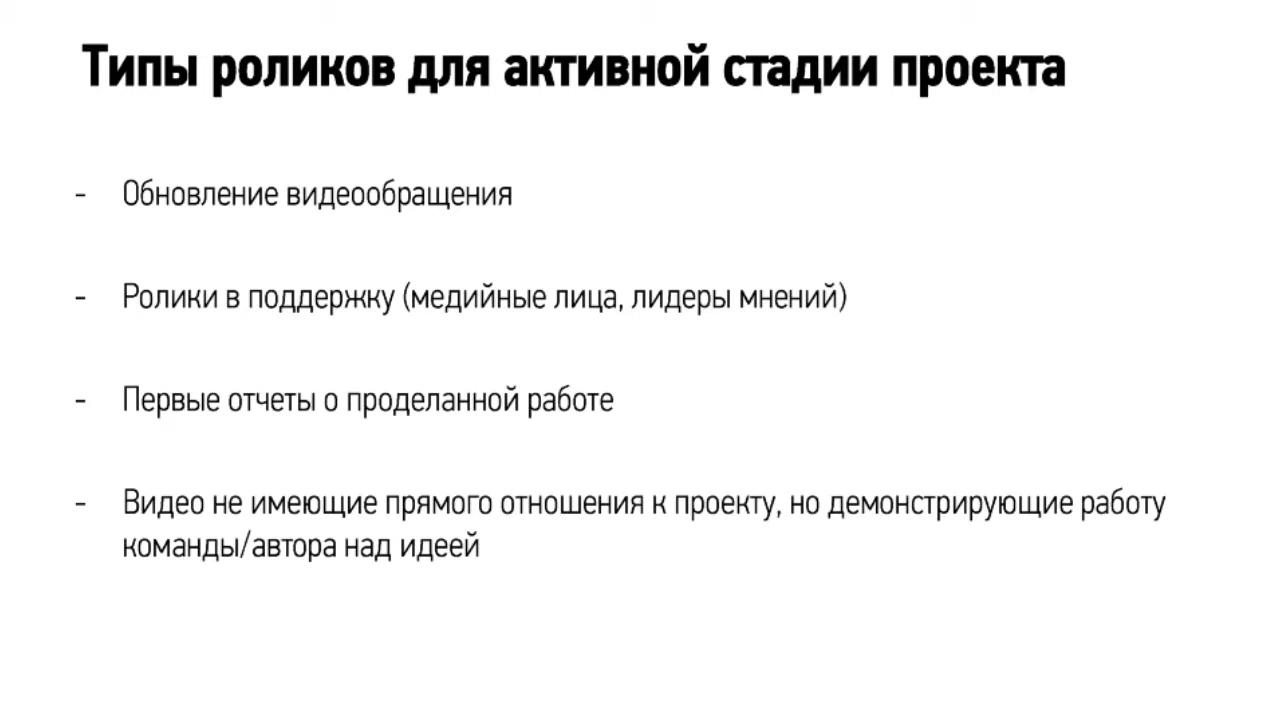 Типы роликов для активной стадии проекта
- Обновление видеообращения
- Ролики в поддержку (медийные лица, лидеры мнений)
- Первые отчеты о проделанной работе
- Видео не имеющие прямого отношения к проекту, но демонстрирующие работу
команды/автора над идеей